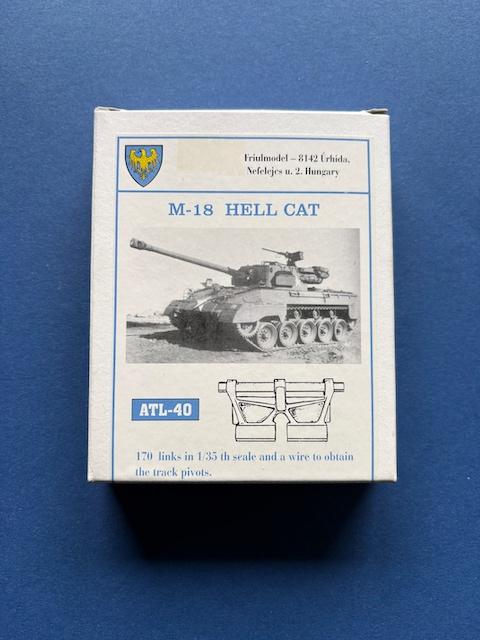 Friulmodel – 8142 Úrhida,
Nefelejcs u. 2. Hungary
M-18 HELL CAT
ATL-40
170 links in 1/35 th scale and a wire to obtain
the track pivots.